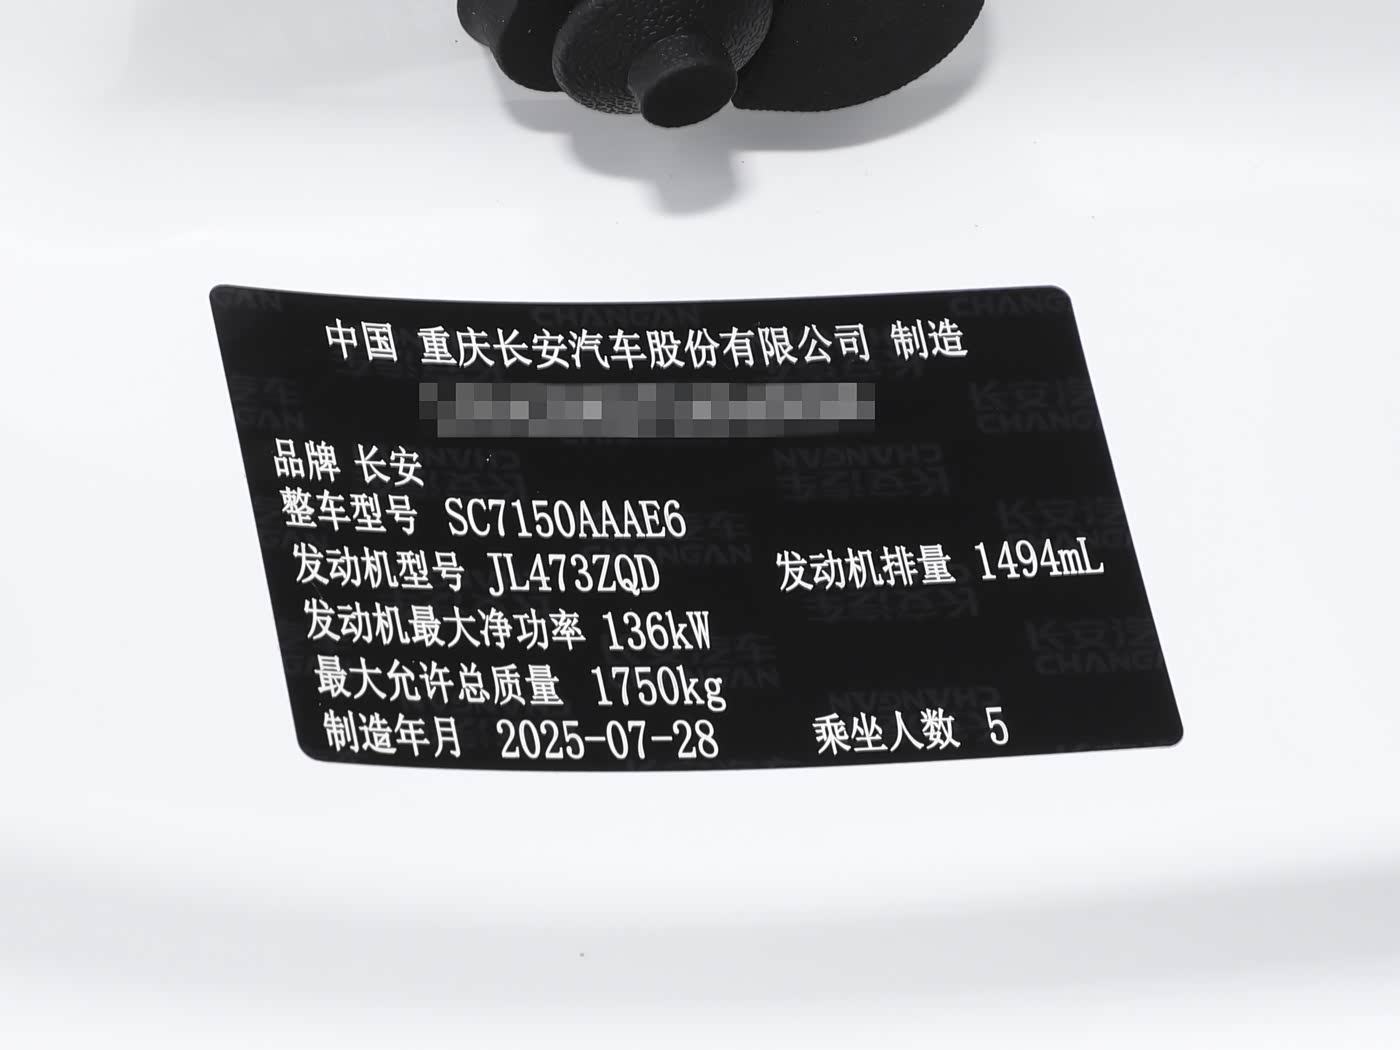 中国 重庆长安汽车股份有限公司 制造
品牌 长安
整车型号 SC7150AAAE6
发动机型号 JL473ZQD 发动机排量 1494mL
发动机最大净功率 136kW
最大允许总质量 1750kg
制造年月 2025-07-28 乘坐人数 5